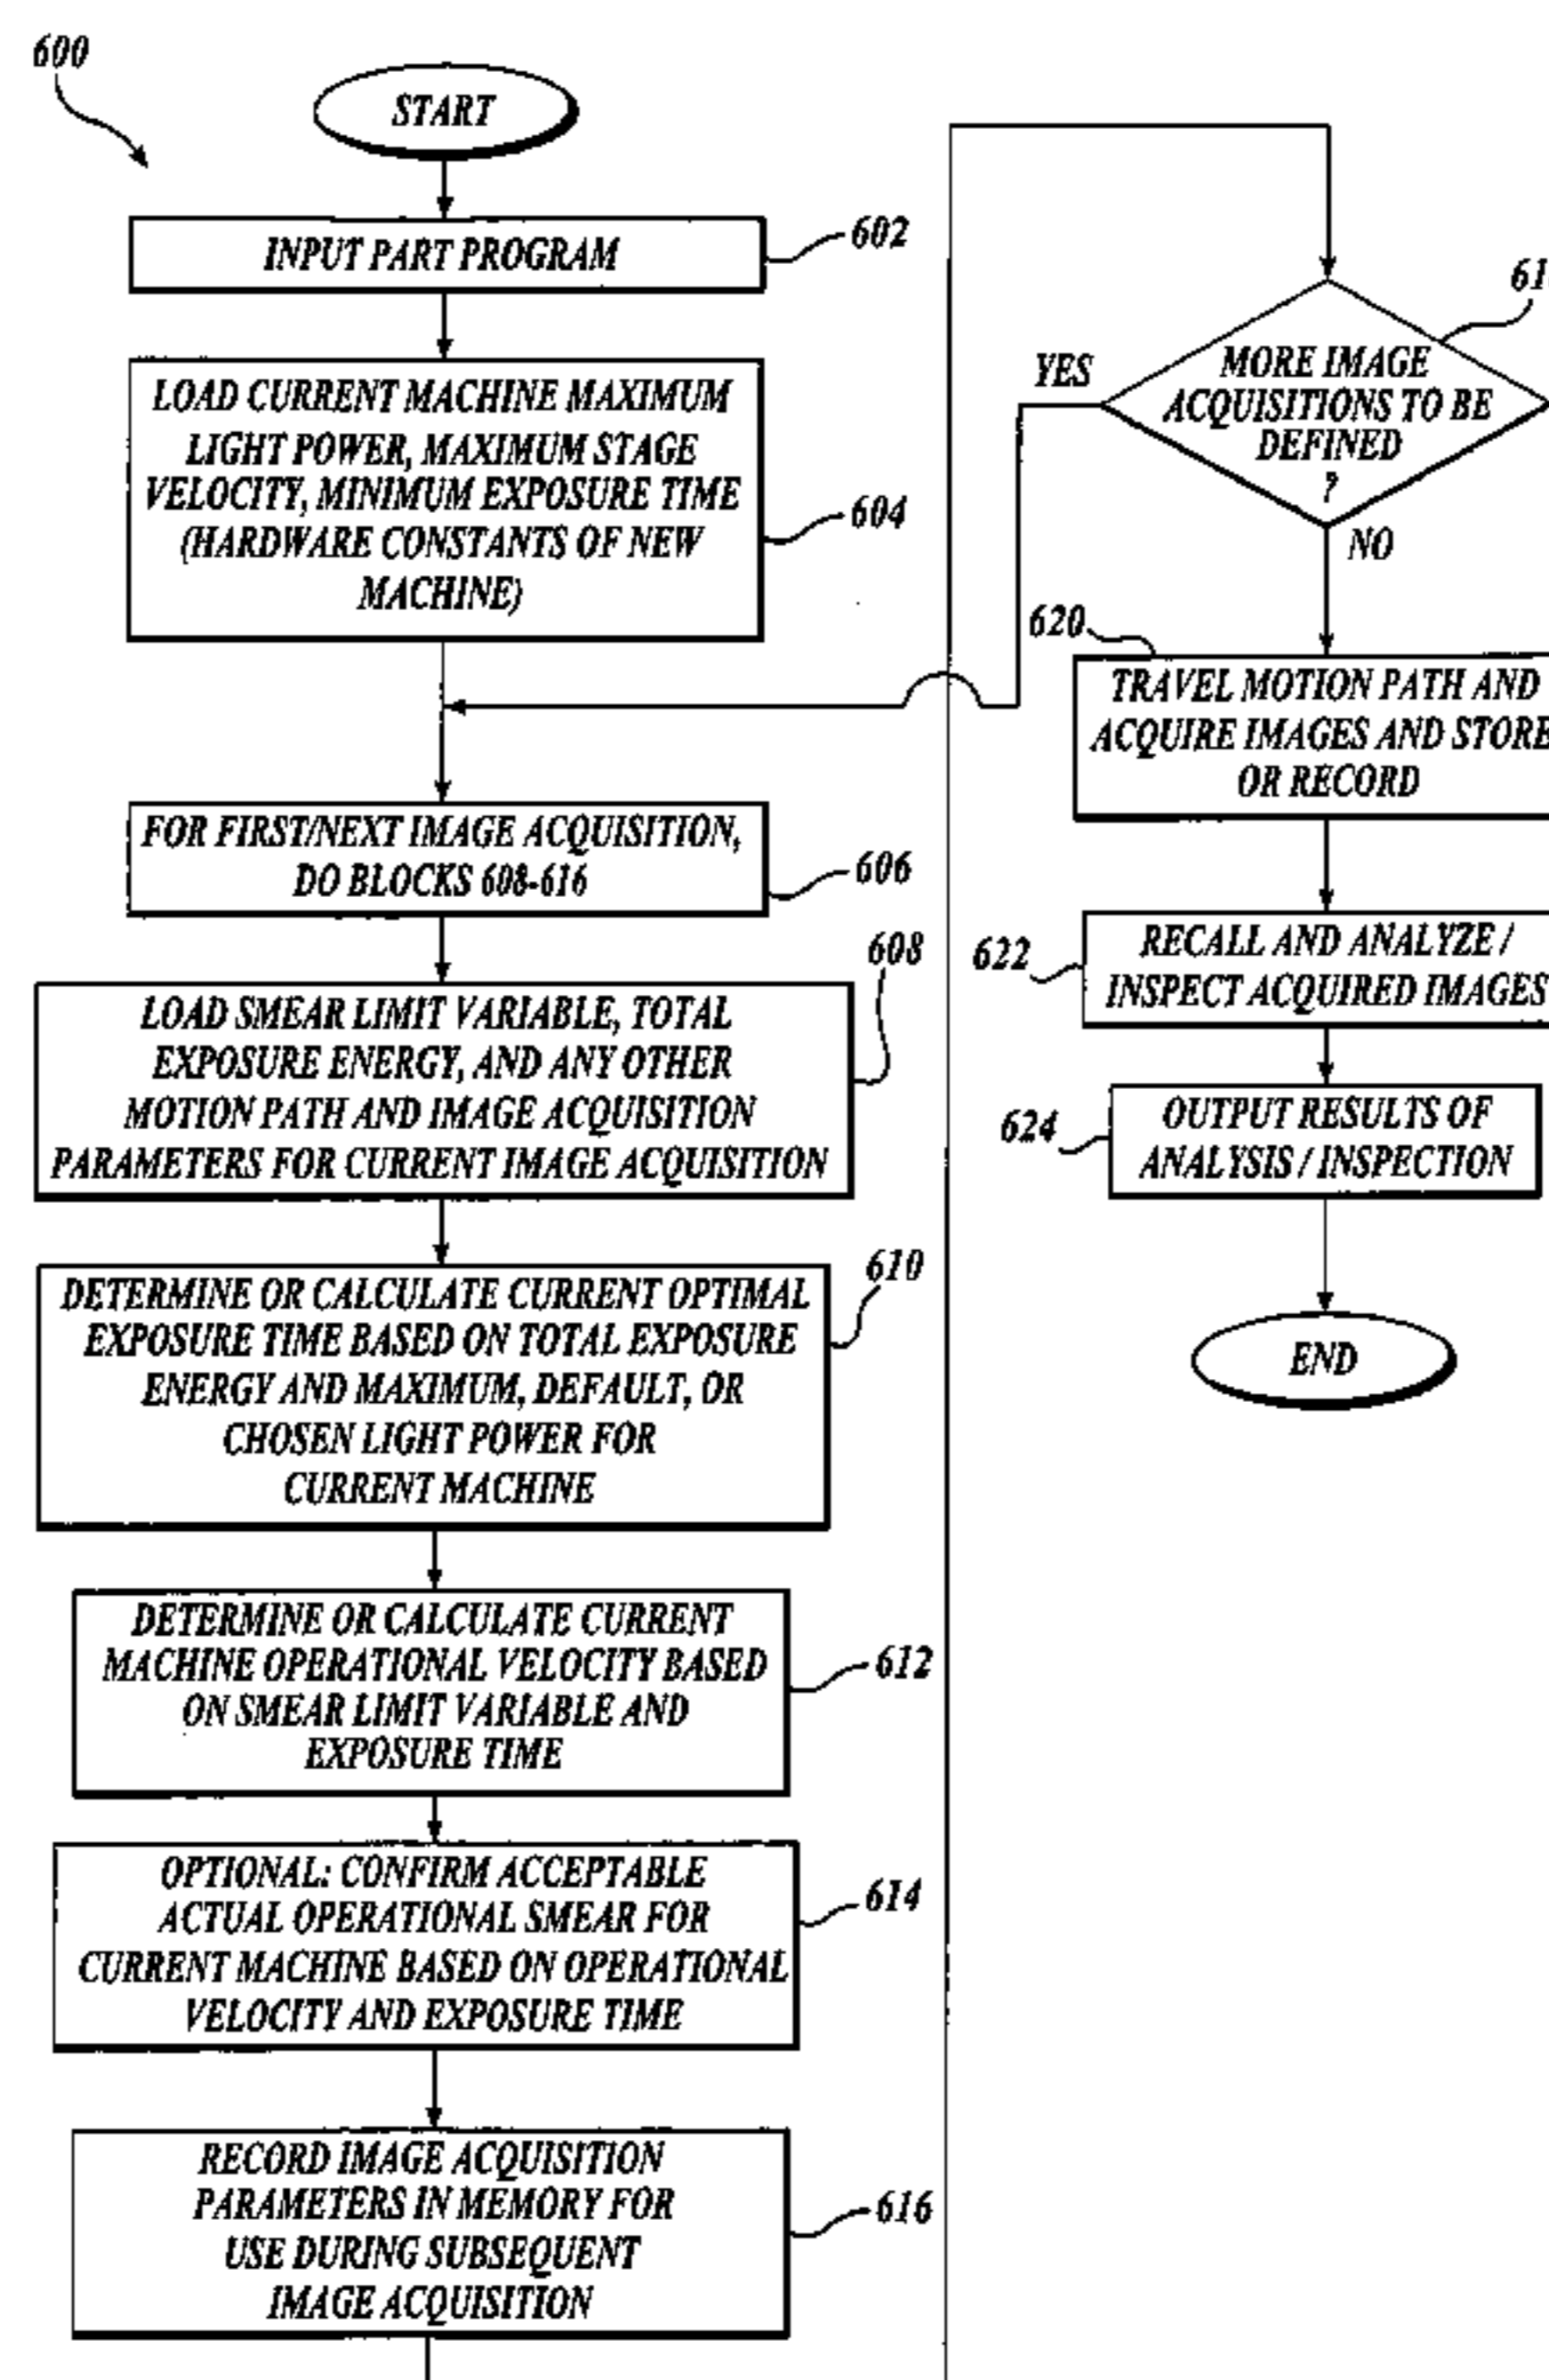 600
START
INPUT PART PROGRAM
602
LOAD CURRENT MACHINE MAXIMUM
LIGHT POWER, MAXIMUM STAGE
VELOCITY, MINIMUM EXPOSURE TIME
(HARDWARE CONSTANTS OF NEW
MACHINE)
604
FOR FIRST/NEXT IMAGE ACQUISITION,
DO BLOCKS 608-616
606
LOAD SMEAR LIMIT VARIABLE, TOTAL
EXPOSURE ENERGY, AND ANY OTHER
MOTION PATH AND IMAGE ACQUISITION
PARAMETERS FOR CURRENT IMAGE ACQUISITION
608
DETERMINE OR CALCULATE CURRENT OPTIMAL
EXPOSURE TIME BASED ON TOTAL EXPOSURE
ENERGY AND MAXIMUM, DEFAULT, OR
CHOSEN LIGHT POWER FOR
CURRENT MACHINE
610
DETERMINE OR CALCULATE CURRENT
MACHINE OPERATIONAL VELOCITY BASED
ON SMEAR LIMIT VARIABLE AND
EXPOSURE TIME
612
OPTIONAL: CONFIRM ACCEPTABLE
ACTUAL OPERATIONAL SMEAR FOR
CURRENT MACHINE BASED ON OPERATIONAL
VELOCITY AND EXPOSURE TIME
614
RECORD IMAGE ACQUISITION
PARAMETERS IN MEMORY FOR
USE DURING SUBSEQUENT
IMAGE ACQUISITION
616
MORE IMAGE
ACQUISITIONS TO BE
DEFINED
?
YES
NO
620
TRAVEL MOTION PATH AND
ACQUIRE IMAGES AND STORE
OR RECORD
622
RECALL AND ANALYZE /
INSPECT ACQUIRED IMAGES
624
OUTPUT RESULTS OF
ANALYSIS / INSPECTION
END